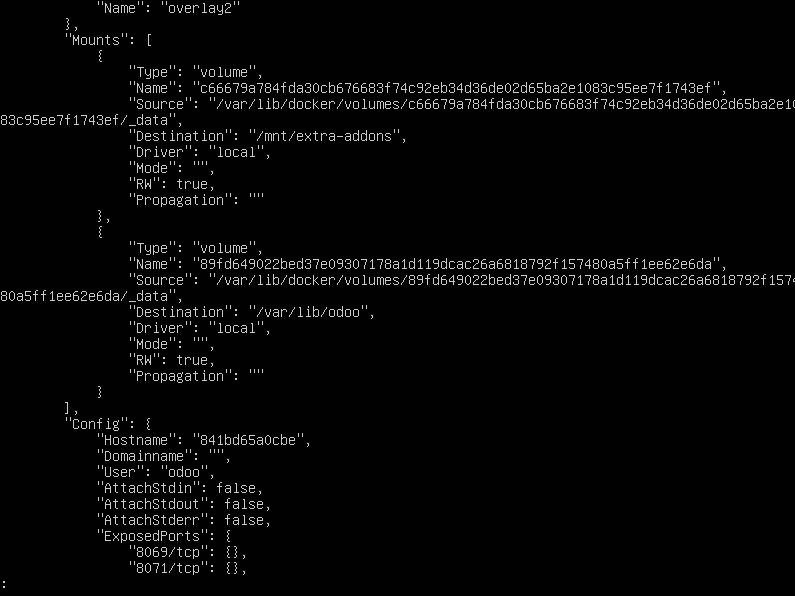 "Name": "overlay2"
},
"Mounts": [
{
"Type": "volume",
"Name": "c66679a784fda30cb676683f74c92eb34d36de02d65ba2e1083c95ee7f1743ef",
"Source": "/var/lib/docker/volumes/c66679a784fda30cb676683f74c92eb34d36de02d65ba2e10
83c95ee7f1743ef/_data",
"Destination": "/mnt/extra-addons",
"Driver": "local",
"Mode": "",
"RW": true,
"Propagation": ""
},
{
"Type": "volume",
"Name": "89fd649022bed37e09307178a1d119dcac26a6818792f157480a5ff1ee62e6da",
"Source": "/var/lib/docker/volumes/89fd649022bed37e09307178a1d119dcac26a6818792f1574
80a5ff1ee62e6da/_data",
"Destination": "/var/lib/odoo",
"Driver": "local",
"Mode": "",
"RW": true,
"Propagation": ""
}
],
"Config": {
"Hostname": "841bd65a0cbe",
"Domainname": "",
"User": "odoo",
"AttachStdin": false,
"AttachStdout": false,
"AttachStderr": false,
"ExposedPorts": {
"8069/tcp": {},
"8071/tcp": {},
: